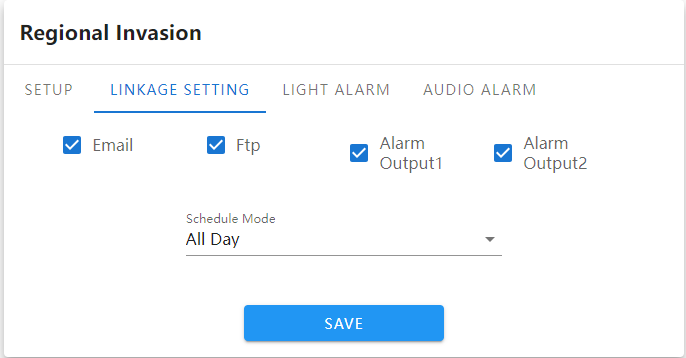 Regional Invasion
SETUP LINKAGE SETTING LIGHT ALARM AUDIO ALARM
Email Ftp Alarm Output1 Alarm Output2
Schedule Mode
All Day
SAVE